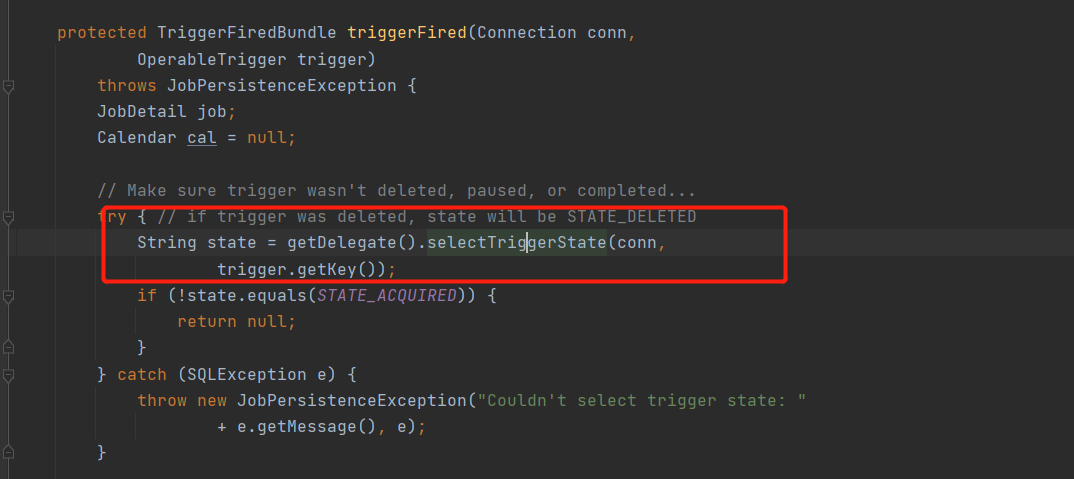 protected TriggerFiredBundle triggerFired(Connection conn,
OperableTrigger trigger)
throws JobPersistenceException {
JobDetail job;
Calendar cal = null;
// Make sure trigger wasn't deleted, paused, or completed...
try { // if trigger was deleted, state will be STATE_DELETED
String state = getDelegate().selectTriggerState(conn,
trigger.getKey());
if (!state.equals(STATE_ACQUIRED)) {
return null;
}
} catch (SQLException e) {
throw new JobPersistenceException("Couldn't select trigger state: "
+ e.getMessage(), e);
}